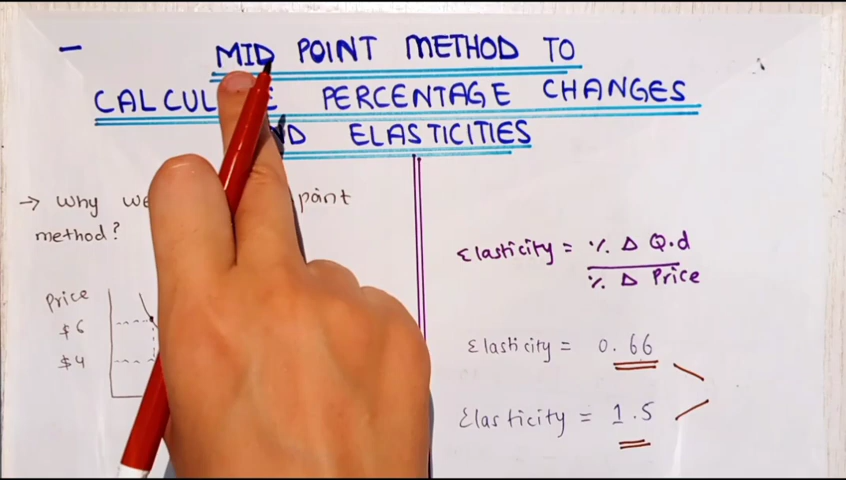 MID POINT METHOD TO
PERCENTAGE CHANGES
ELASTICITIES
→ Why
method?
Price
$6
$4
Elasticity = % Δ Q.d
% Δ Price
Elasticity = 0.66
Elasticity = 1.5